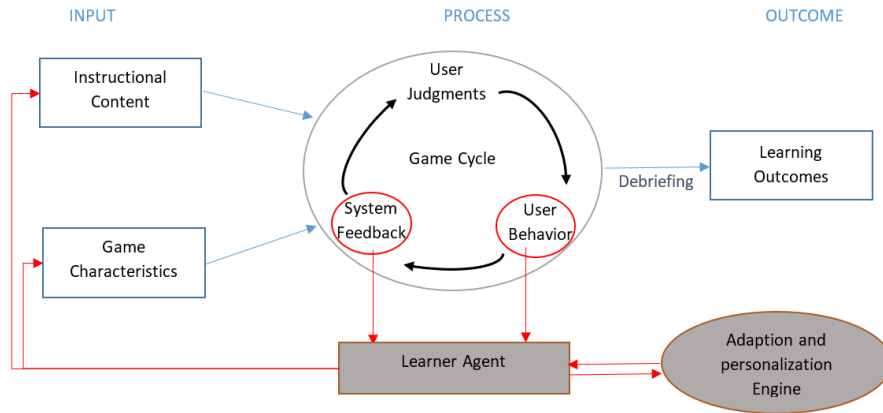 INPUT
PROCESS
OUTCOME
Instructional
Content
User
Judgments
Game Cycle
Learning
Outcomes
Debriefing
System
Feedback
User
Behavior
Game
Characteristics
Learner Agent
Adaption and
personalization
Engine